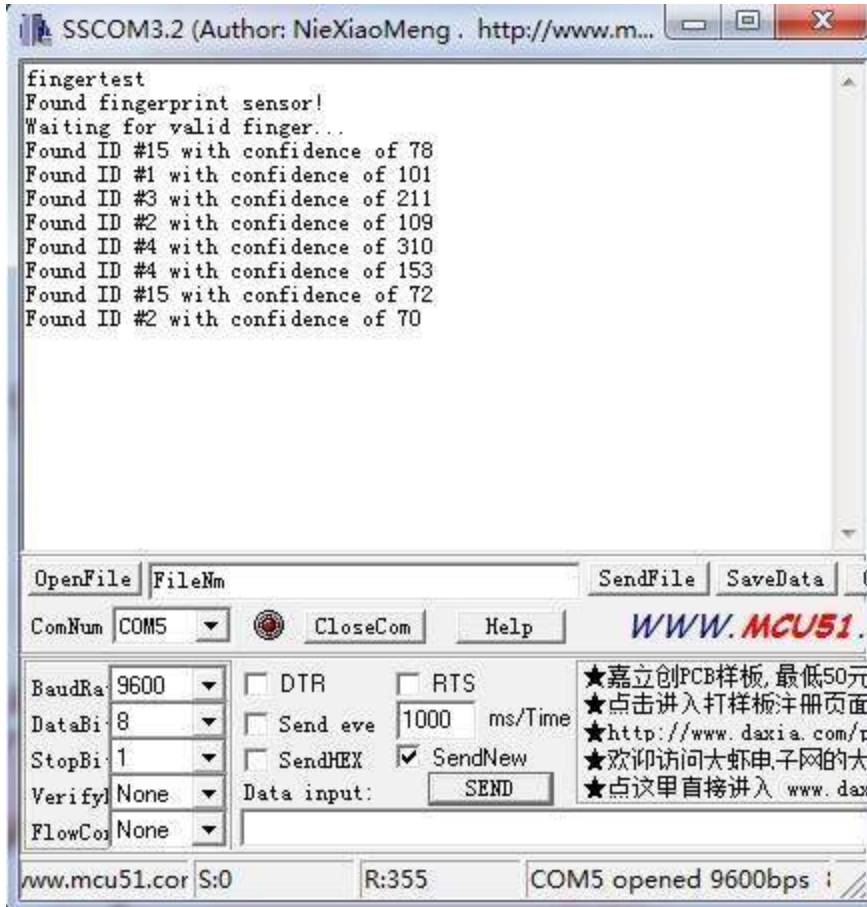 SSCOM3.2 (Author: NieXiaoMeng . http://www.m...
fingertest
Found fingerprint sensor!
Waiting for valid finger...
Found ID #15 with confidence of 78
Found ID #1 with confidence of 101
Found ID #3 with confidence of 211
Found ID #2 with confidence of 109
Found ID #4 with confidence of 310
Found ID #4 with confidence of 153
Found ID #15 with confidence of 72
Found ID #2 with confidence of 70
OpenFile FileNm SendFile SaveData
ComNum COM5 CloseCom Help WWW.MCU51.
BaudRa 9600 DTR RTS
DataBi 8 Send eve 1000 ms/Time
StopBi 1 SendHEX SendNew
Verify None Data input: SEND
FlowCo None
★嘉立创PCB样板,最低50元
★点击进入打样板注册页面
★http://www.daxia.com/p
★欢迎访问大虾电子网的大
★点这里直接进入 www.dax
www.mcu51.cor S:0 R:355 COM5 opened 9600bps